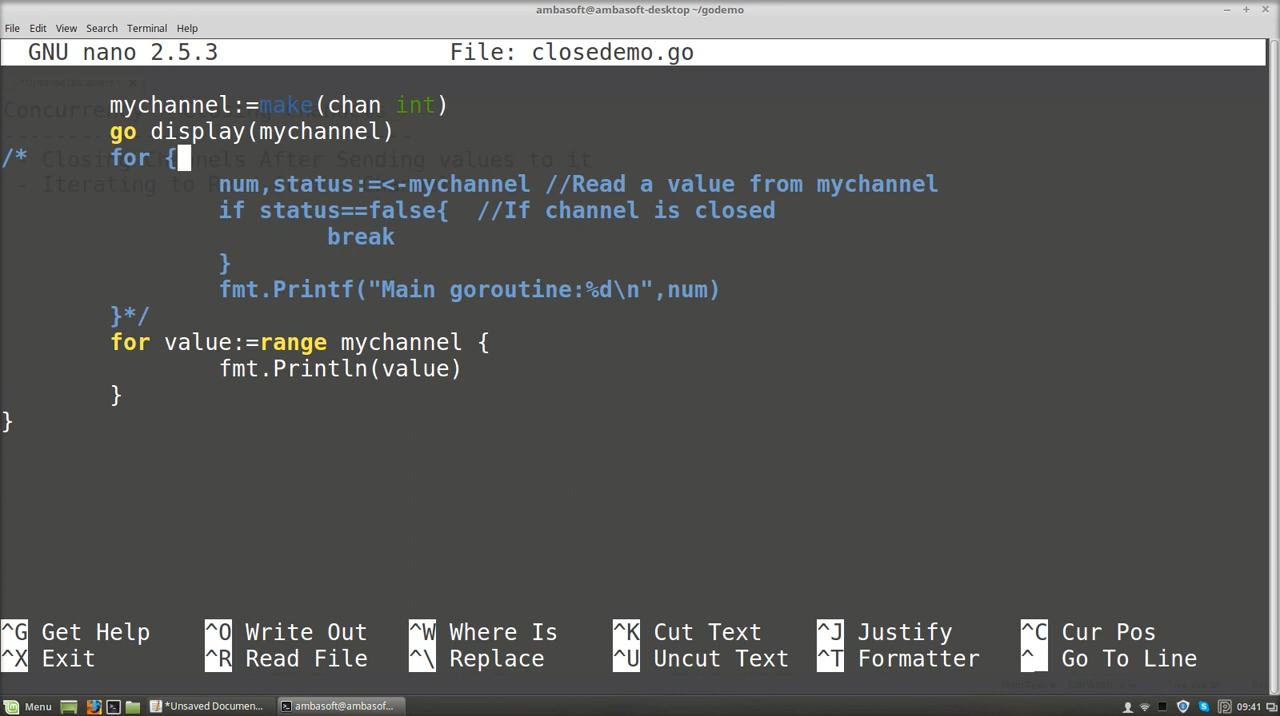 ambasoft@ambasoft-desktop ~/godemo
File Edit View Search Terminal Help
GNU nano 2.5.3 File: closedemo.go
mychannel:=make(chan int)
go display(mychannel)
/* for {
num,status:=<-mychannel //Read a value from mychannel
if status==false{ //If channel is closed
break
}
fmt.Printf("Main goroutine:%d\n",num)
}*/
for value:=range mychannel {
fmt.Println(value)
}
}
^G Get Help ^O Write Out ^W Where Is ^K Cut Text ^J Justify ^C Cur Pos
^X Exit ^R Read File ^\ Replace ^U Uncut Text ^T Formatter ^_ Go To Line
Menu *Unsaved Documen... ambasoft@ambasof... 09:41